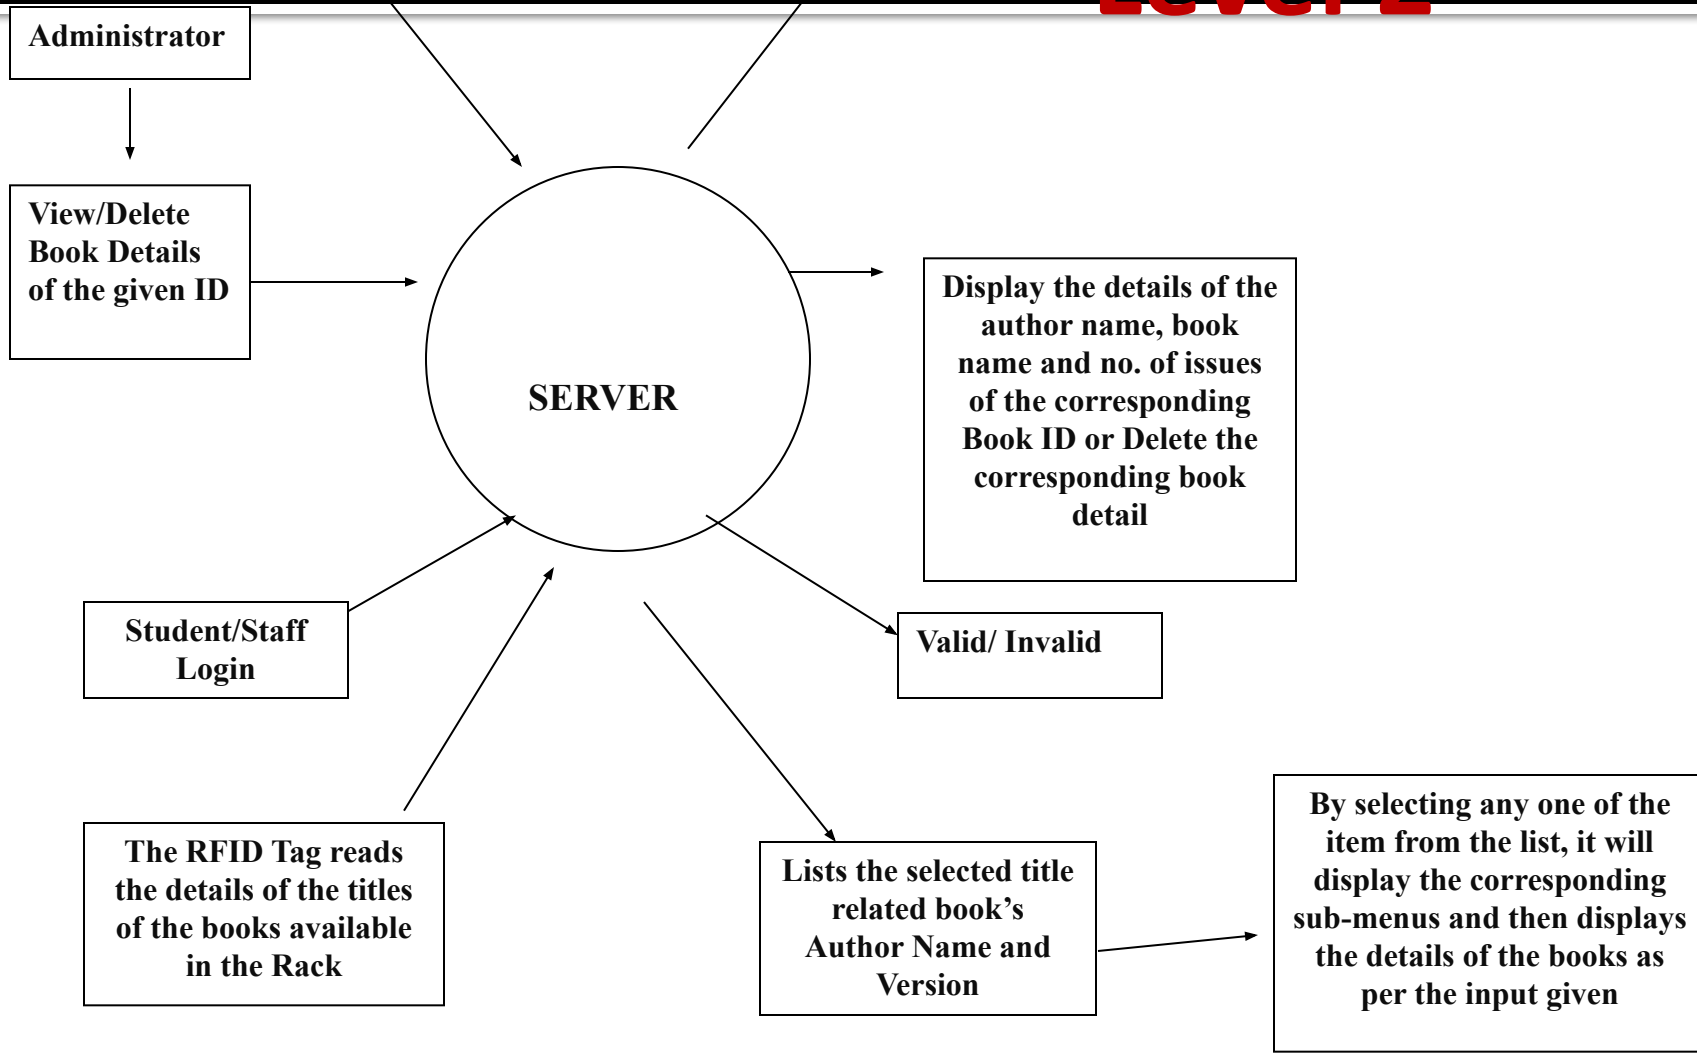 Level 2
Administrator
View/Delete
Book Details
of the given ID
SERVER
Display the details of the
author name, book
name and no. of issues
of the corresponding
Book ID or Delete the
corresponding book
detail
Student/Staff
Login
Valid/ Invalid
The RFID Tag reads
the details of the titles
of the books available
in the Rack
Lists the selected title
related book’s
Author Name and
Version
By selecting any one of the
item from the list, it will
display the corresponding
sub-menus and then displays
the details of the books as
per the input given